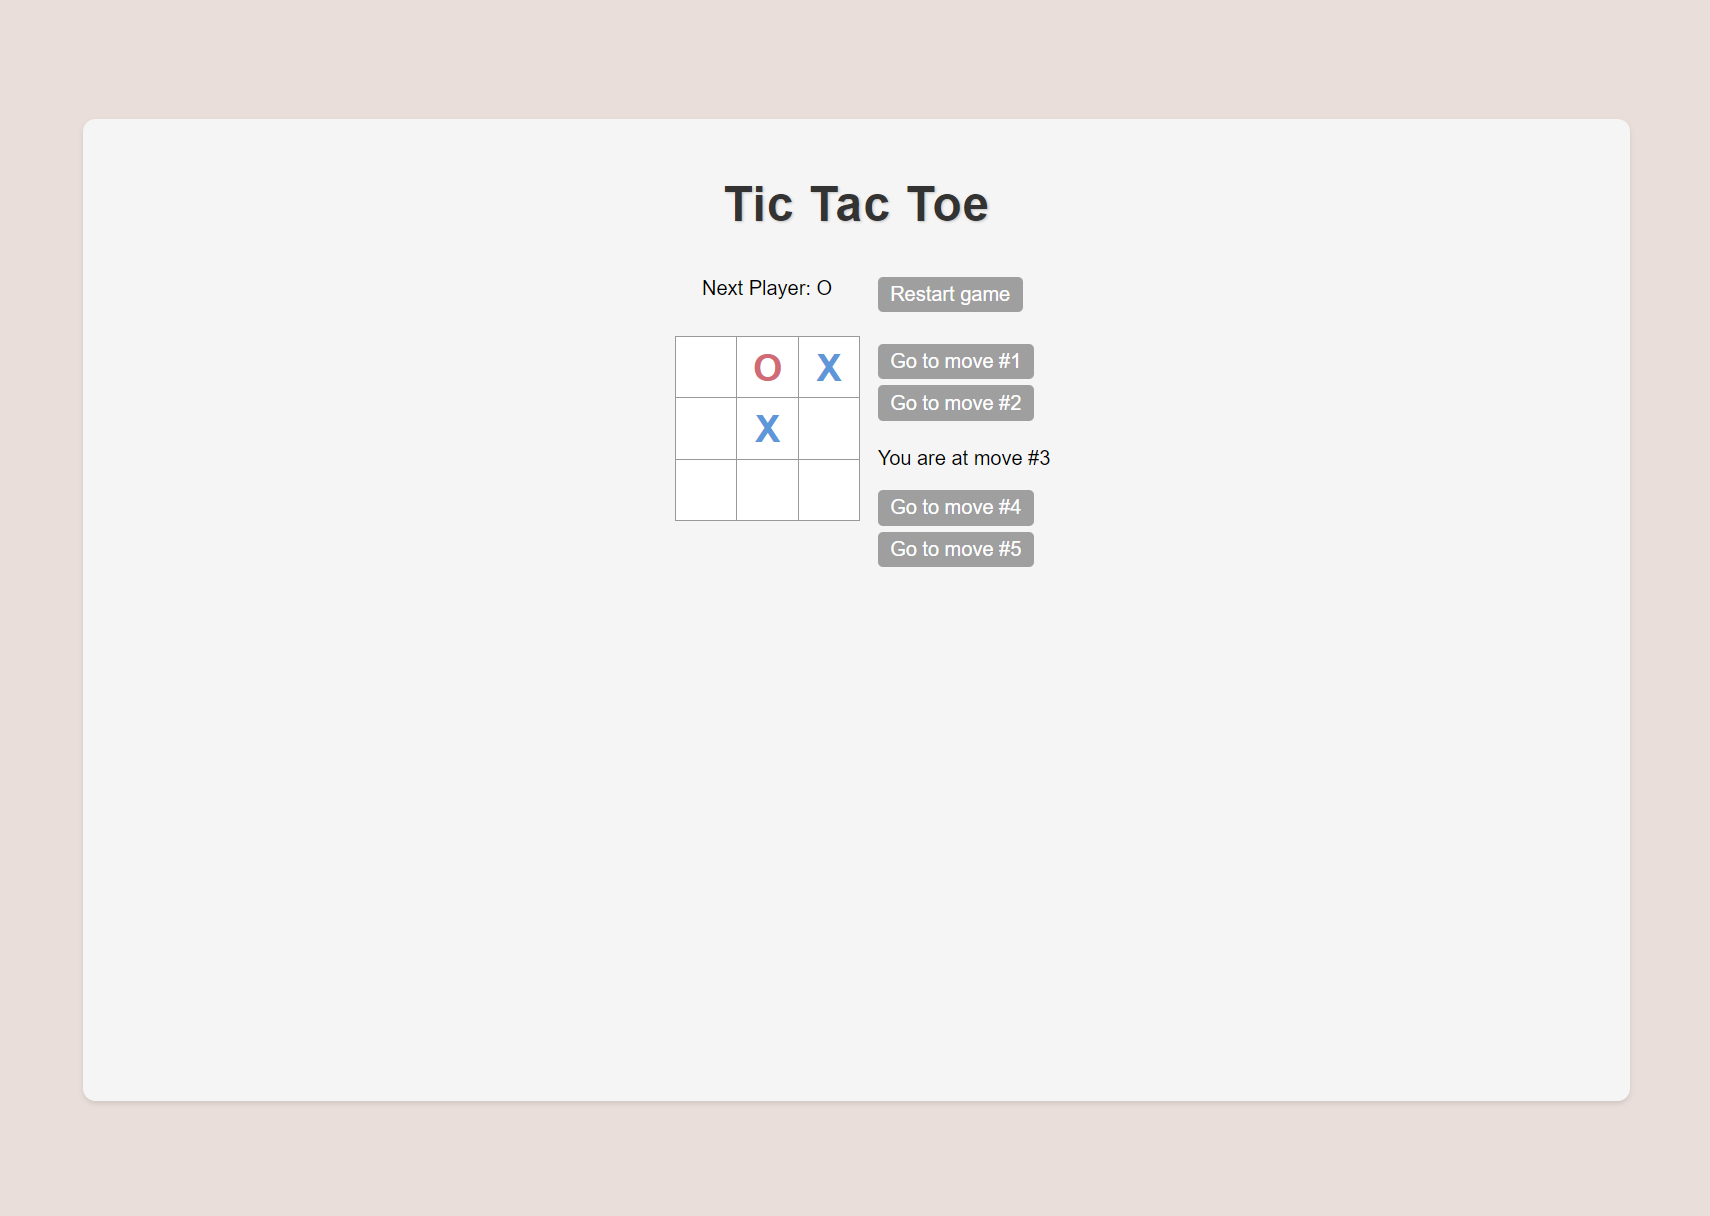 Tic Tac Toe
Next Player: O
O X
X
Restart game
Go to move #1
Go to move #2
You are at move #3
Go to move #4
Go to move #5